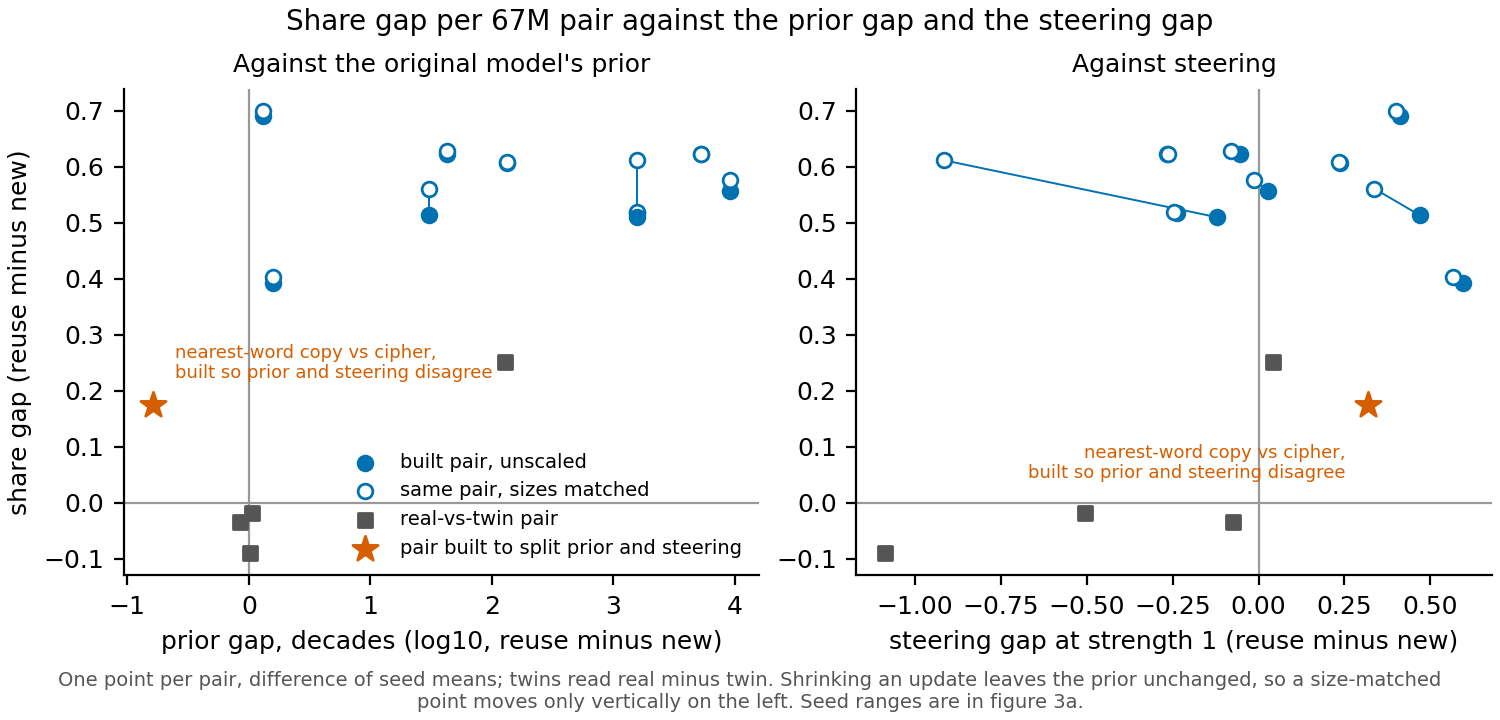 Share gap per 67M pair against the prior gap and the steering gap
Against the original model's prior
share gap (reuse minus new)
0.7
0.6
0.5
0.4
0.3
0.2
0.1
0.0
−0.1
nearest-word copy vs cipher,
built so prior and steering disagree
built pair, unscaled
same pair, sizes matched
real-vs-twin pair
pair built to split prior and steering
−1 0 1 2 3 4
prior gap, decades (log10, reuse minus new)
Against steering
0.7
0.6
0.5
0.4
0.3
0.2
0.1
0.0
−0.1
nearest-word copy vs cipher,
built so prior and steering disagree
−1.00 −0.75 −0.50 −0.25 0.00 0.25 0.50
steering gap at strength 1 (reuse minus new)
One point per pair, difference of seed means; twins read real minus twin. Shrinking an update leaves the prior unchanged, so a size-matched
point moves only vertically on the left. Seed ranges are in figure 3a.